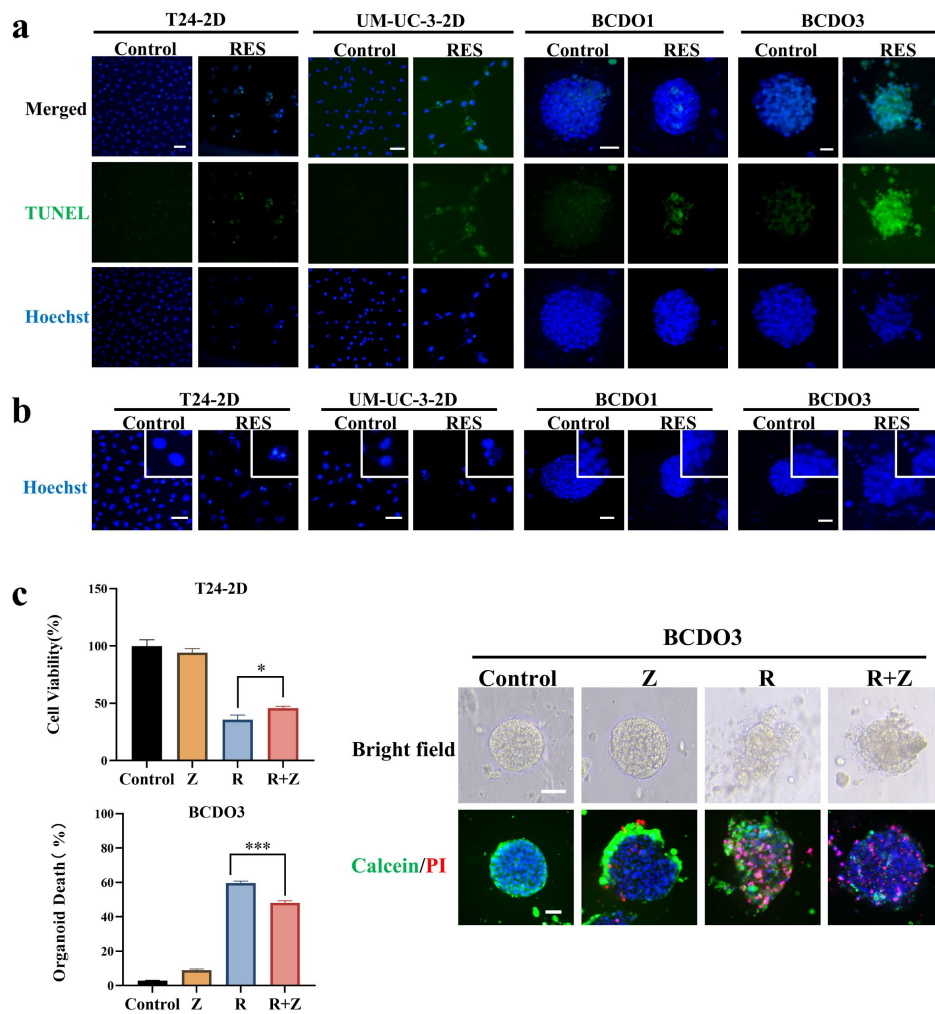 a
T24-2D UM-UC-3-2D BCDO1 BCDO3
Control RES Control RES Control RES Control RES
Merged
TUNEL
Hoechst
b
T24-2D UM-UC-3-2D BCDO1 BCDO3
Control RES Control RES Control RES Control RES
Hoechst
c
T24-2D
Cell Viability(%)
150
100
50
0
*
Control Z R R+Z
BCDO3
Organoid Death( %)
100
80
60
40
20
0
***
Control Z R R+Z
BCDO3
Control Z R R+Z
Bright field
Calcein/PI